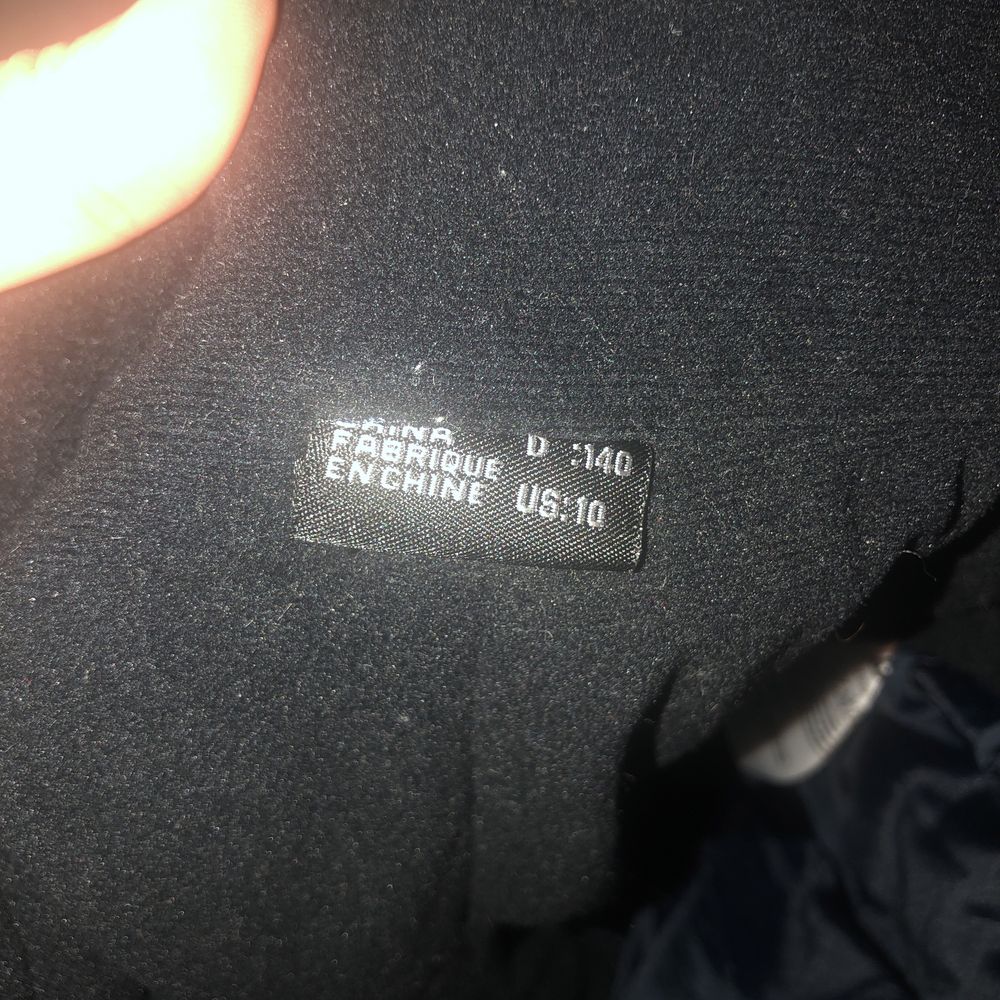 FABRIQUE
EN CHINE
D :140
US:10